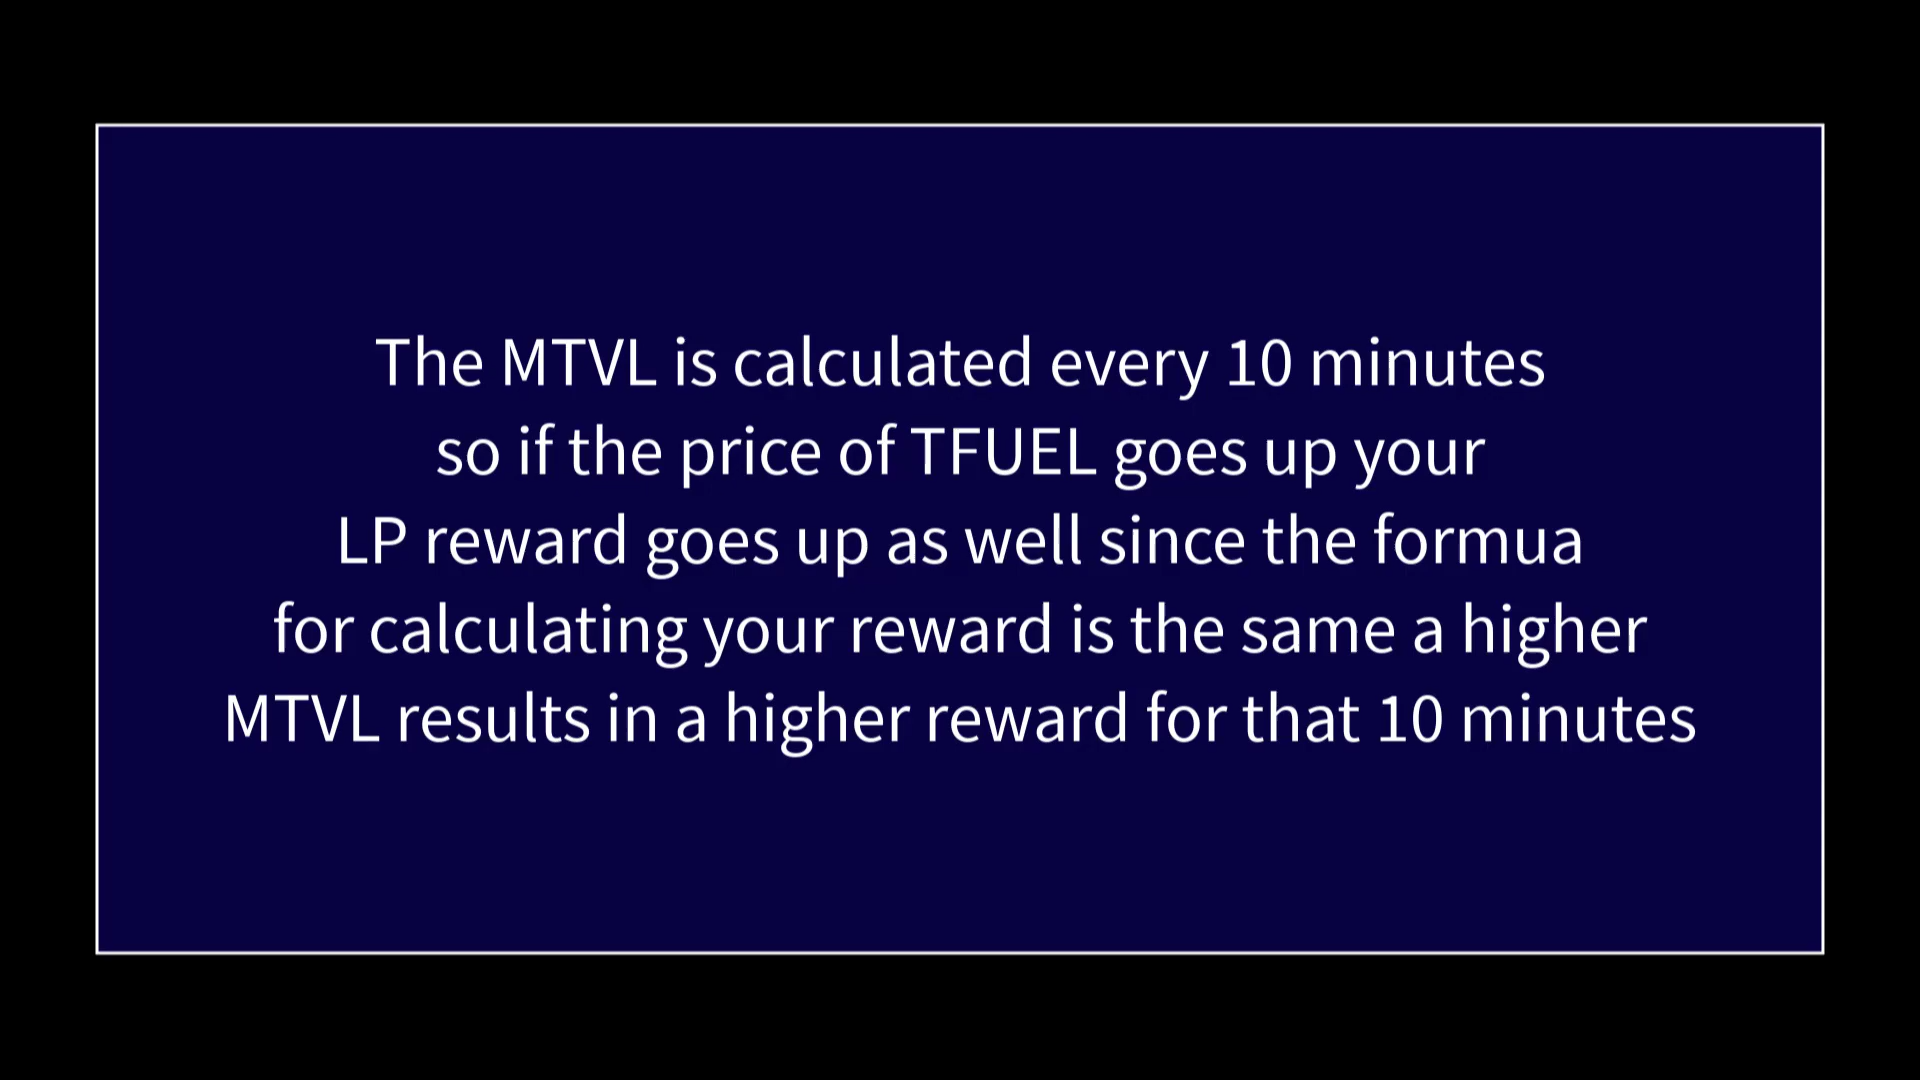 The MTVL is calculated every 10 minutes
so if the price of TFUEL goes up your
LP reward goes up as well since the formua
for calculating your reward is the same a higher
MTVL results in a higher reward for that 10 minutes